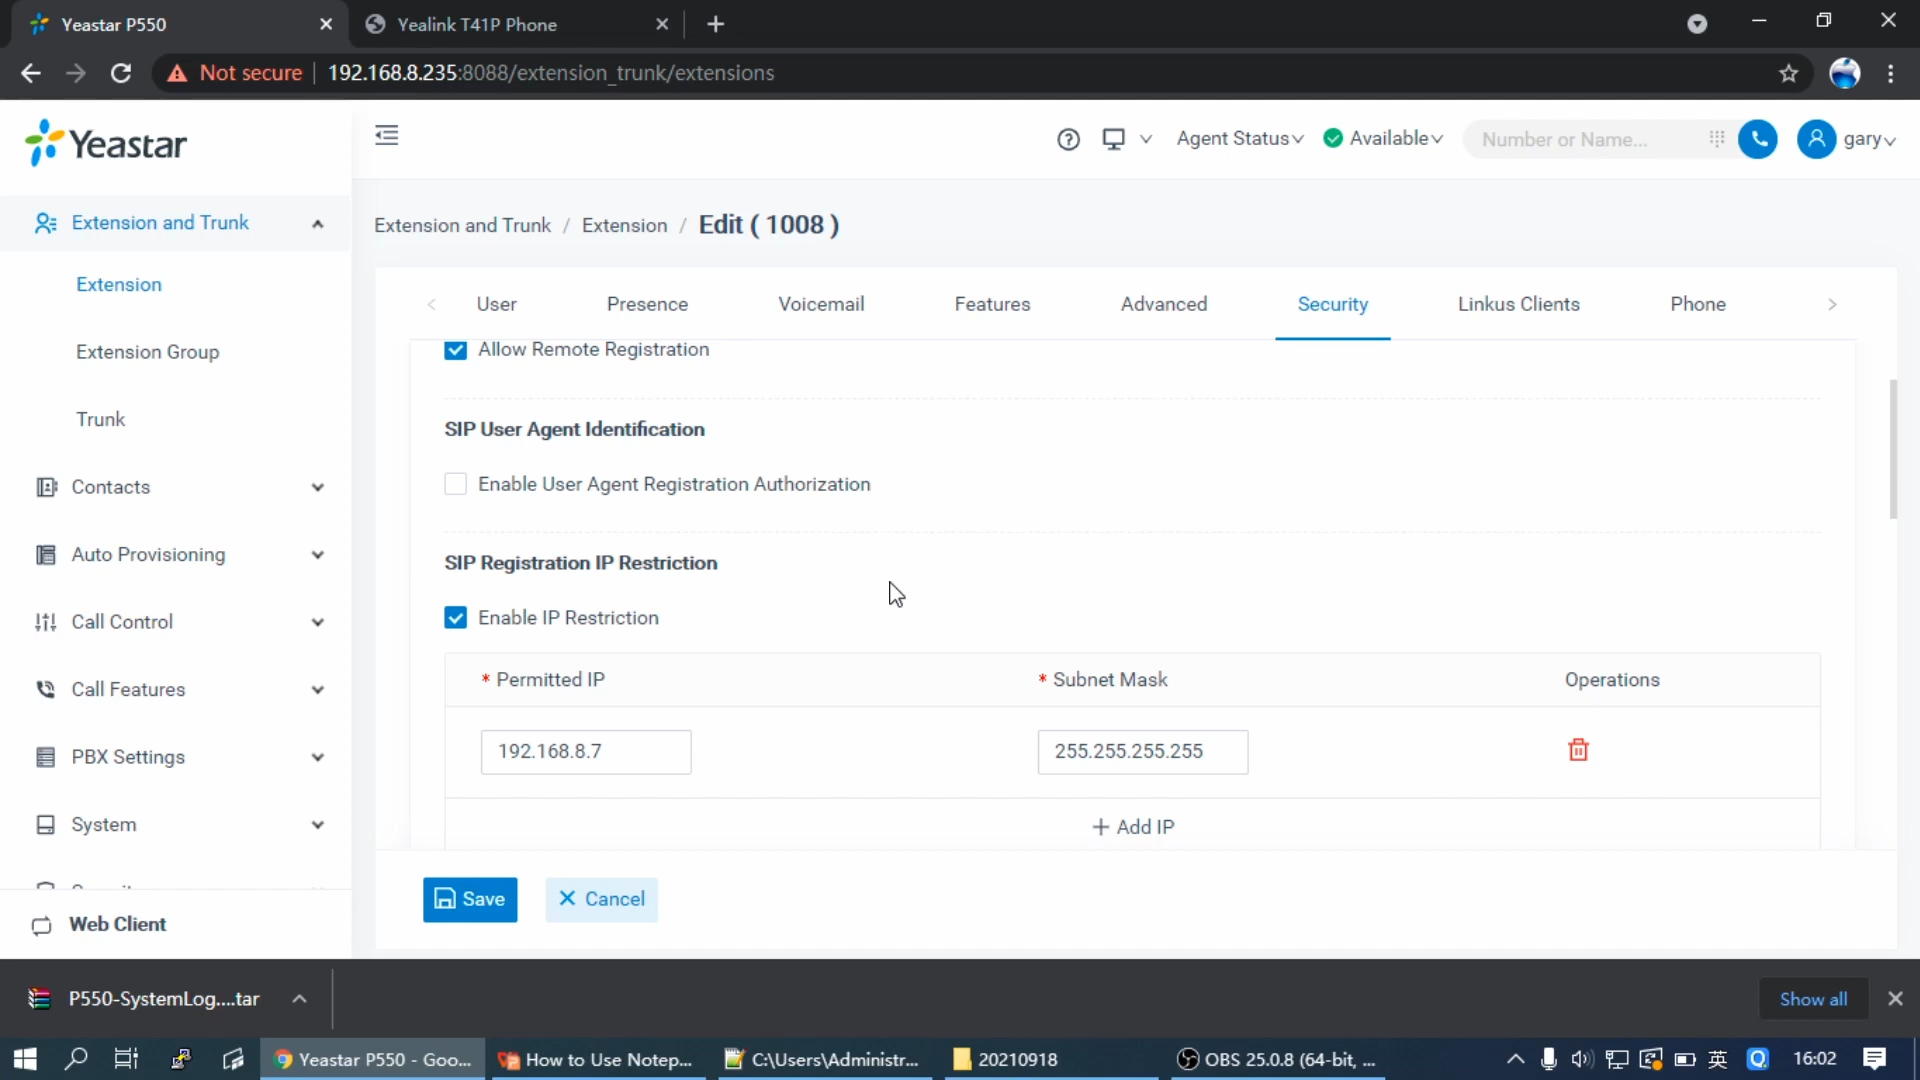 Yeastar P550
Yealink T41P Phone
Not secure
192.168.8.235:8088/extension_trunk/extensions
Yeastar
Agent Status
Available
Number or Name...
gary
Extension and Trunk
Extension
Extension Group
Trunk
Contacts
Auto Provisioning
Call Control
Call Features
PBX Settings
System
Web Client
Extension and Trunk / Extension / Edit ( 1008 )
User
Presence
Voicemail
Features
Advanced
Security
Linkus Clients
Phone
Allow Remote Registration
SIP User Agent Identification
Enable User Agent Registration Authorization
SIP Registration IP Restriction
Enable IP Restriction
* Permitted IP
* Subnet Mask
Operations
192.168.8.7
255.255.255.255
+ Add IP
Save
Cancel
P550-SystemLog....tar
Show all
Yeastar P550 - Goo...
How to Use Notep...
C:\Users\Administr...
20210918
OBS 25.0.8 (64-bit, ...
英
16:02